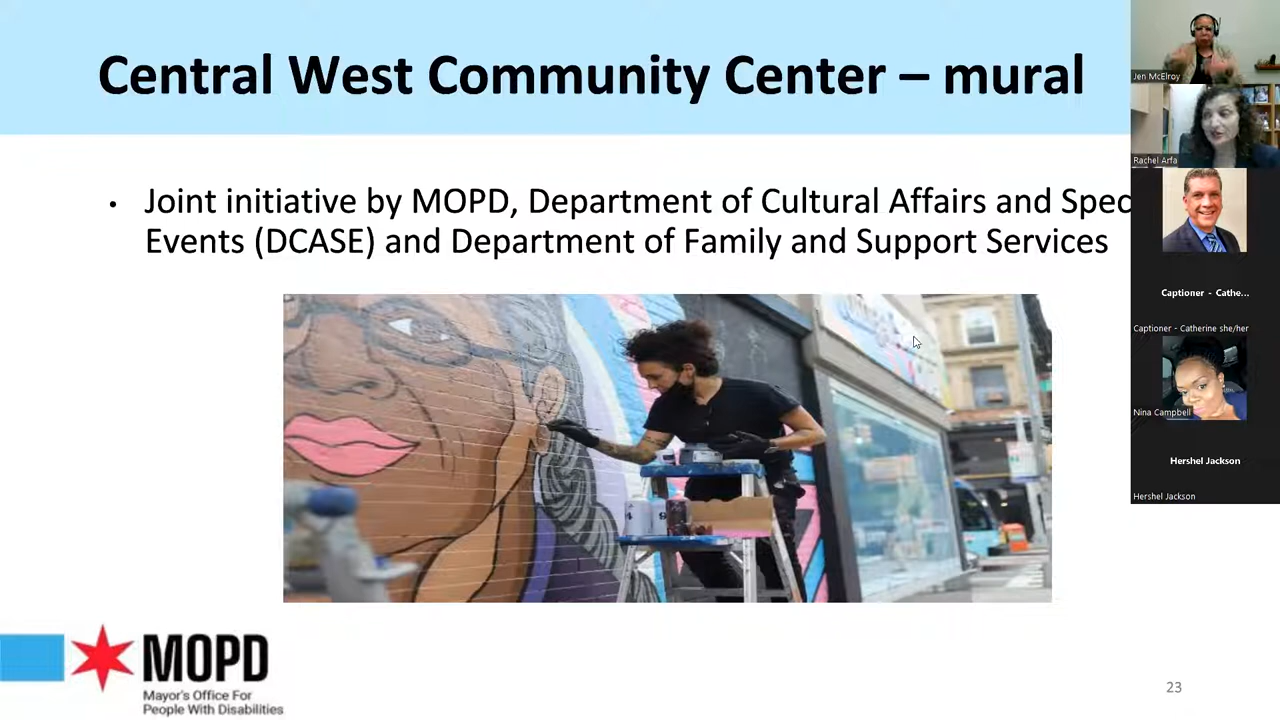 Central West Community Center – mural
• Joint initiative by MOPD, Department of Cultural Affairs and Spec
Events (DCASE) and Department of Family and Support Services
MOPD
Mayor's Office For
People With Disabilities
23
Jen McElroy
Rachel Arfa
Captioner - Cathe...
Captioner - Catherine she/her
Nina Campbell
Hershel Jackson
Hershel Jackson